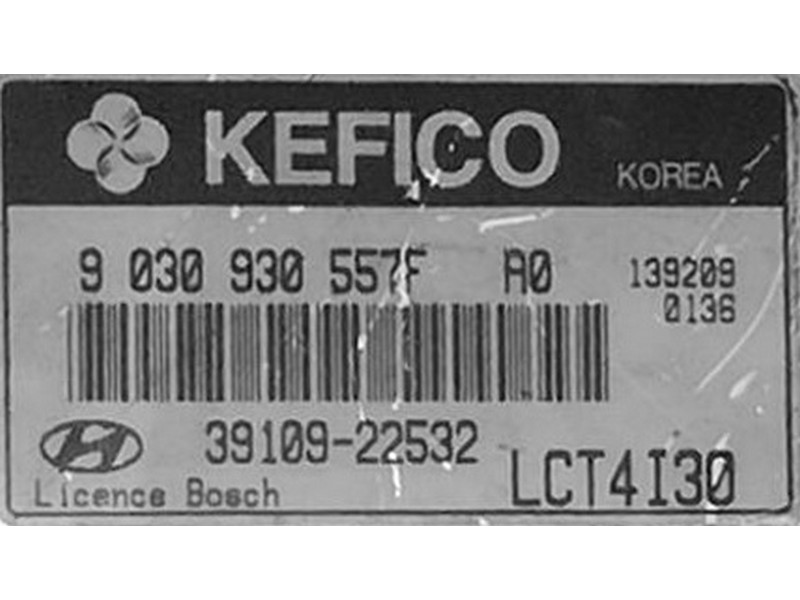 KEFICO KOREA
9 030 930 557F A0 139209
0136
39109-22532
LCT4I30
Licence Bosch